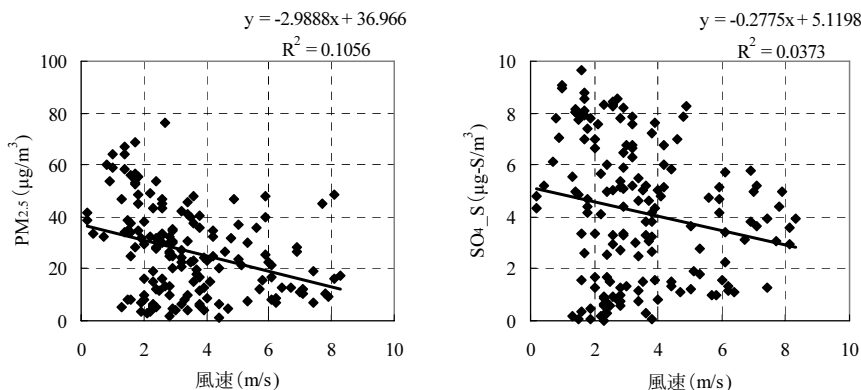 y = -2.9888x + 36.966
R² = 0.1056
100
80
60
40
20
0
PM2.5 (μg/m³)
0 2 4 6 8 10
風速(m/s)
y = -0.2775x + 5.1198
R² = 0.0373
10
8
6
4
2
0
SO4_S (μg-S/m³)
0 2 4 6 8 10
風速(m/s)